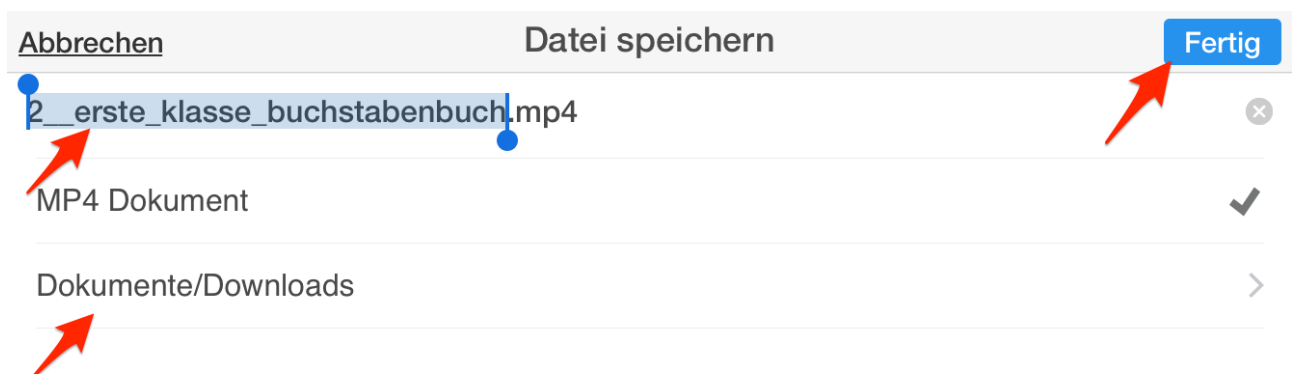 Abbrechen Datei speichern Fertig
2__erste_klasse_buchstabenbuch.mp4
MP4 Dokument
Dokumente/Downloads